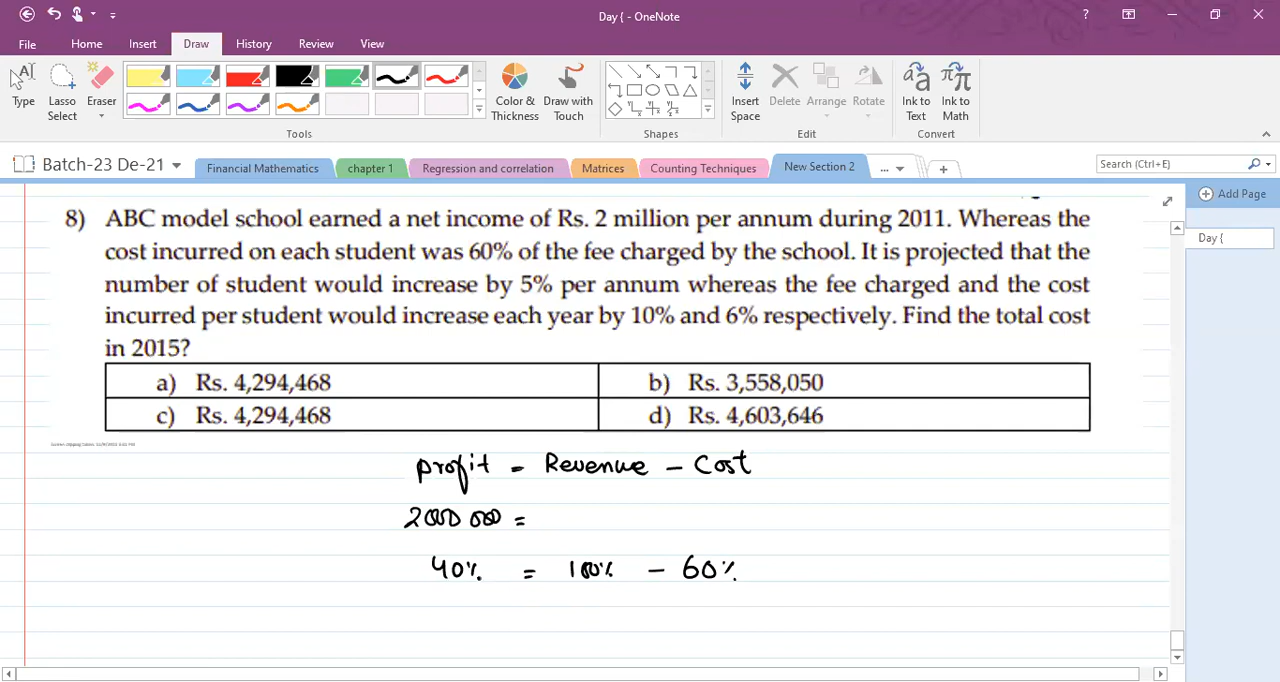 Day { - OneNote
?
File Home Insert Draw History Review View
Type Lasso Select Eraser Color & Thickness Draw with Touch Insert Space Delete Arrange Rotate Ink to Text Ink to Math
Tools Shapes Edit Convert
Batch-23 De-21 Financial Mathematics chapter 1 Regression and correlation Matrices Counting Techniques New Section 2 ... Search (Ctrl+E)
Add Page
Day {
8) ABC model school earned a net income of Rs. 2 million per annum during 2011. Whereas the
cost incurred on each student was 60% of the fee charged by the school. It is projected that the
number of student would increase by 5% per annum whereas the fee charged and the cost
incurred per student would increase each year by 10% and 6% respectively. Find the total cost
in 2015?
a) Rs. 4,294,468 b) Rs. 3,558,050
c) Rs. 4,294,468 d) Rs. 4,603,646
profit = Revenue - Cost
2000 000 =
40% = 100% - 60%